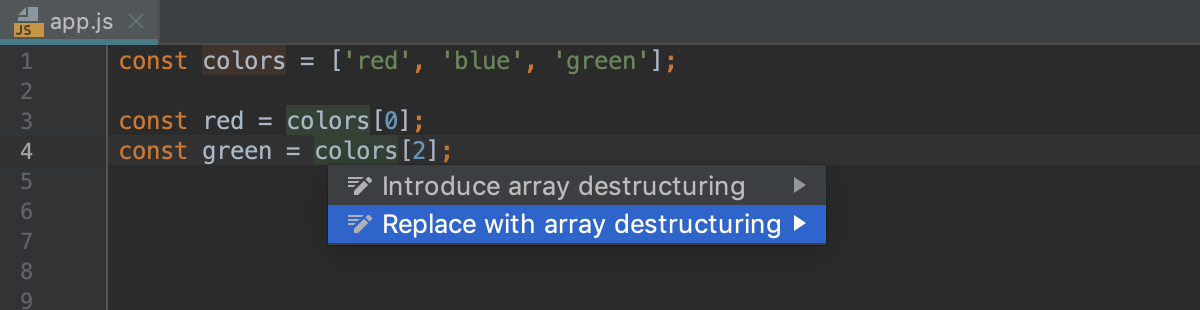 JS app.js
1 const colors = ['red', 'blue', 'green'];
2
3 const red = colors[0];
4 const green = colors[2];
5 Introduce array destructuring
6 Replace with array destructuring
7
8
9